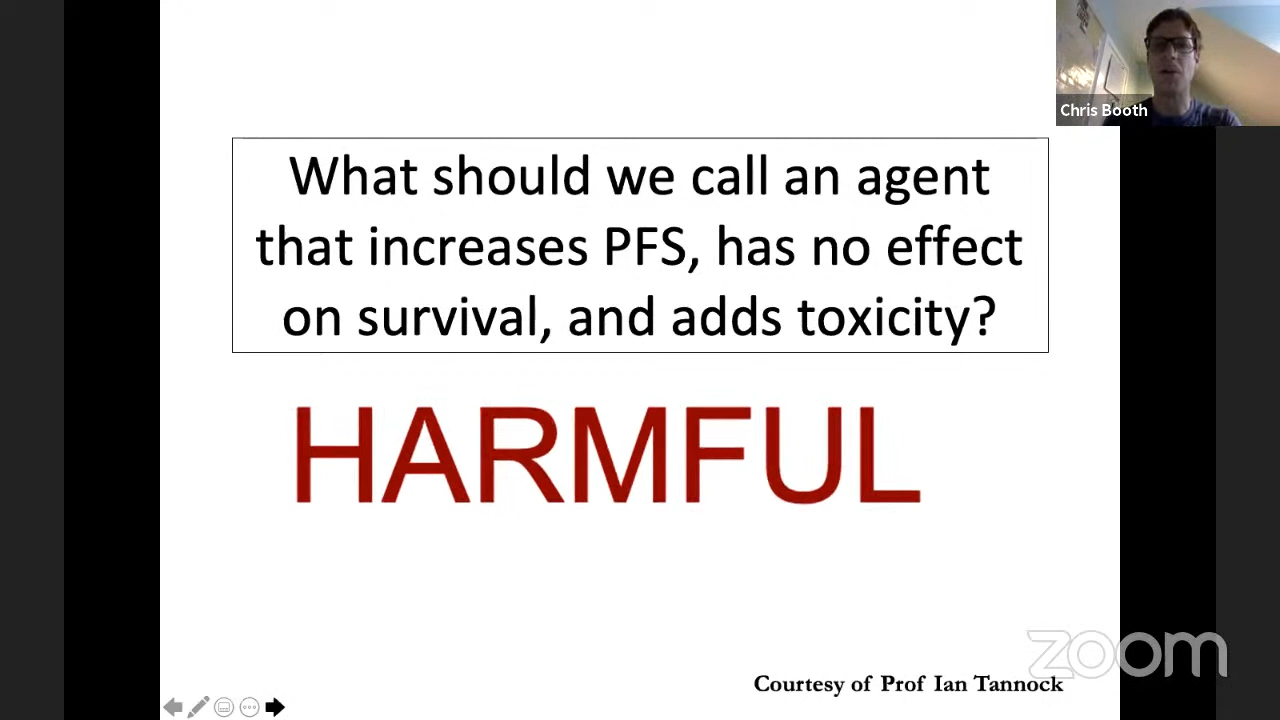 Chris Booth
What should we call an agent
that increases PFS, has no effect
on survival, and adds toxicity?
HARMFUL
zoom
Courtesy of Prof Ian Tannock